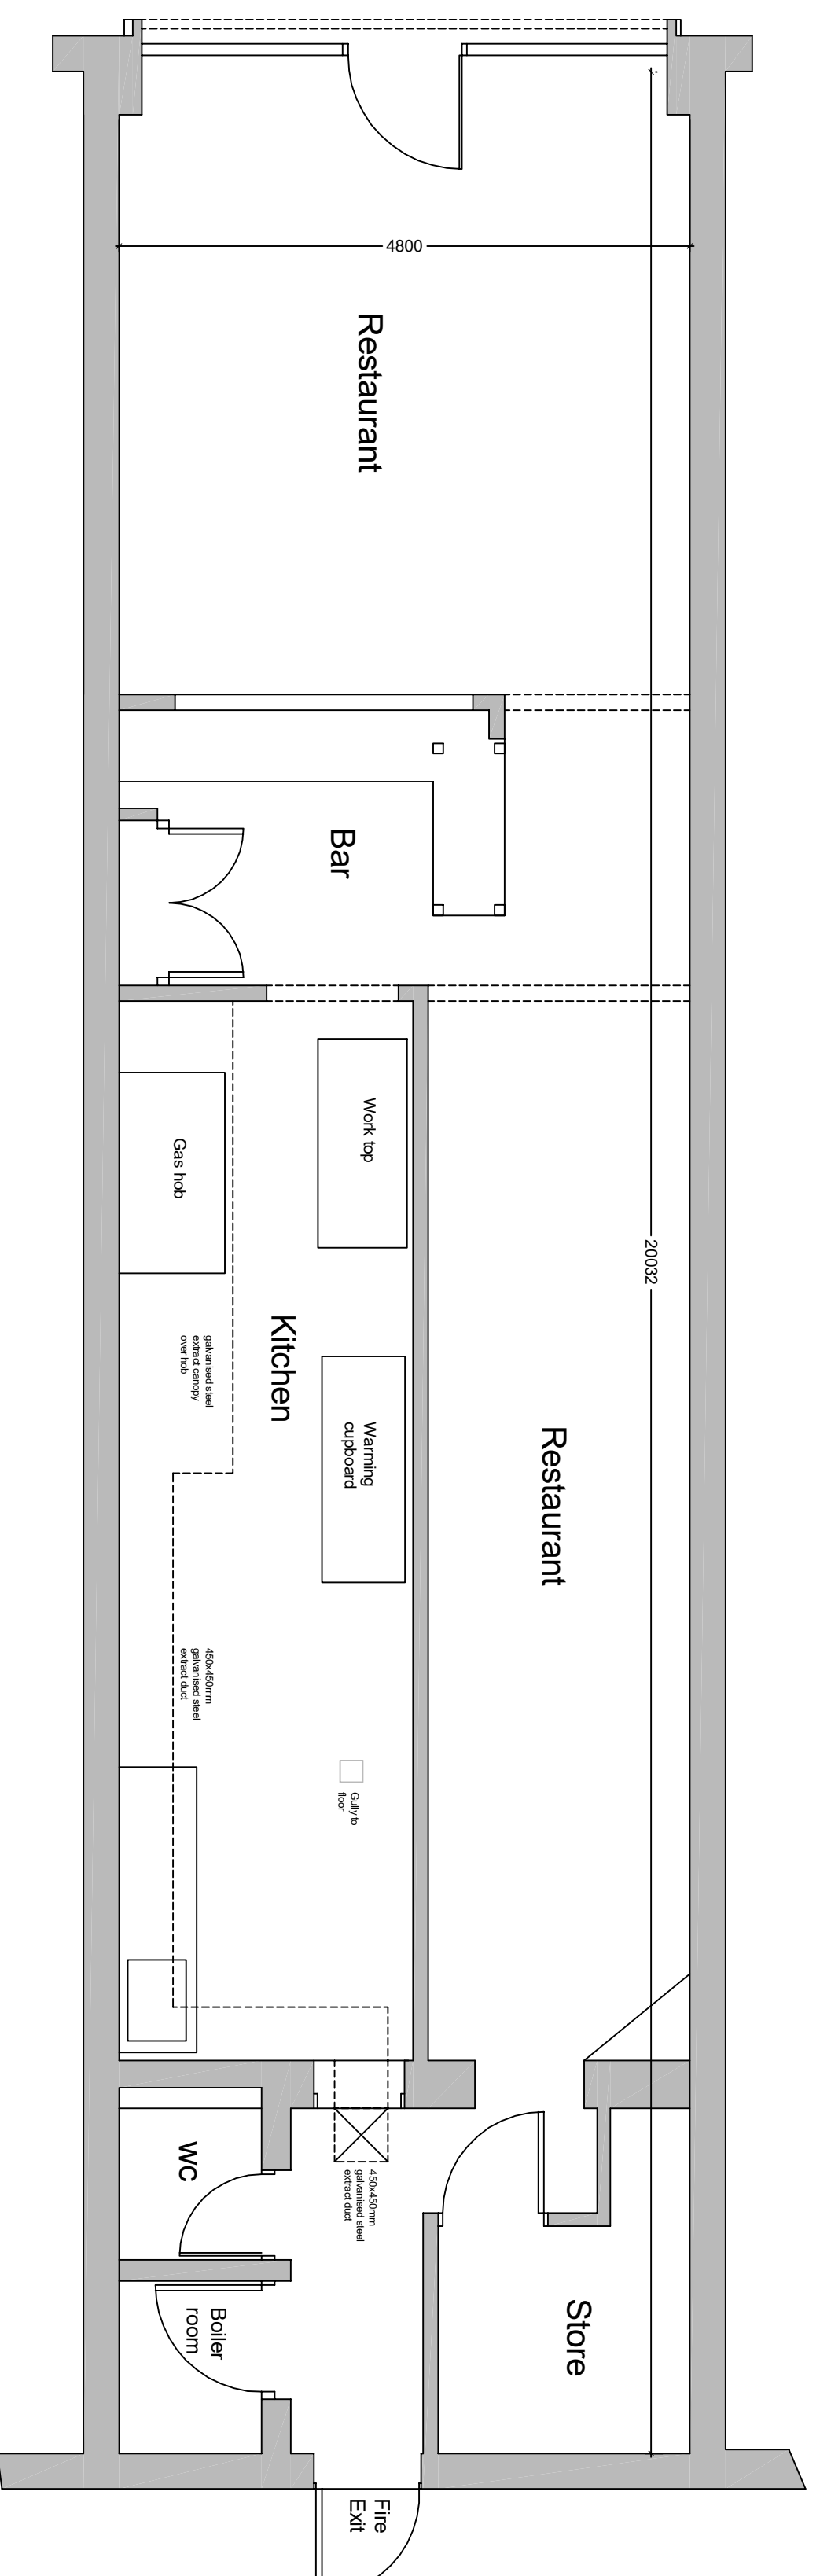 4800
Restaurant
Bar
Work top
Gas hob
20032
Kitchen
galvanised steel
extract canopy
over hob
Warming
cupboard
Restaurant
450x450mm
galvanised steel
extract duct
Gully to
floor
wc
450x450mm
galvanised steel
extract duct
Store
Boiler
room
Fire
Exit